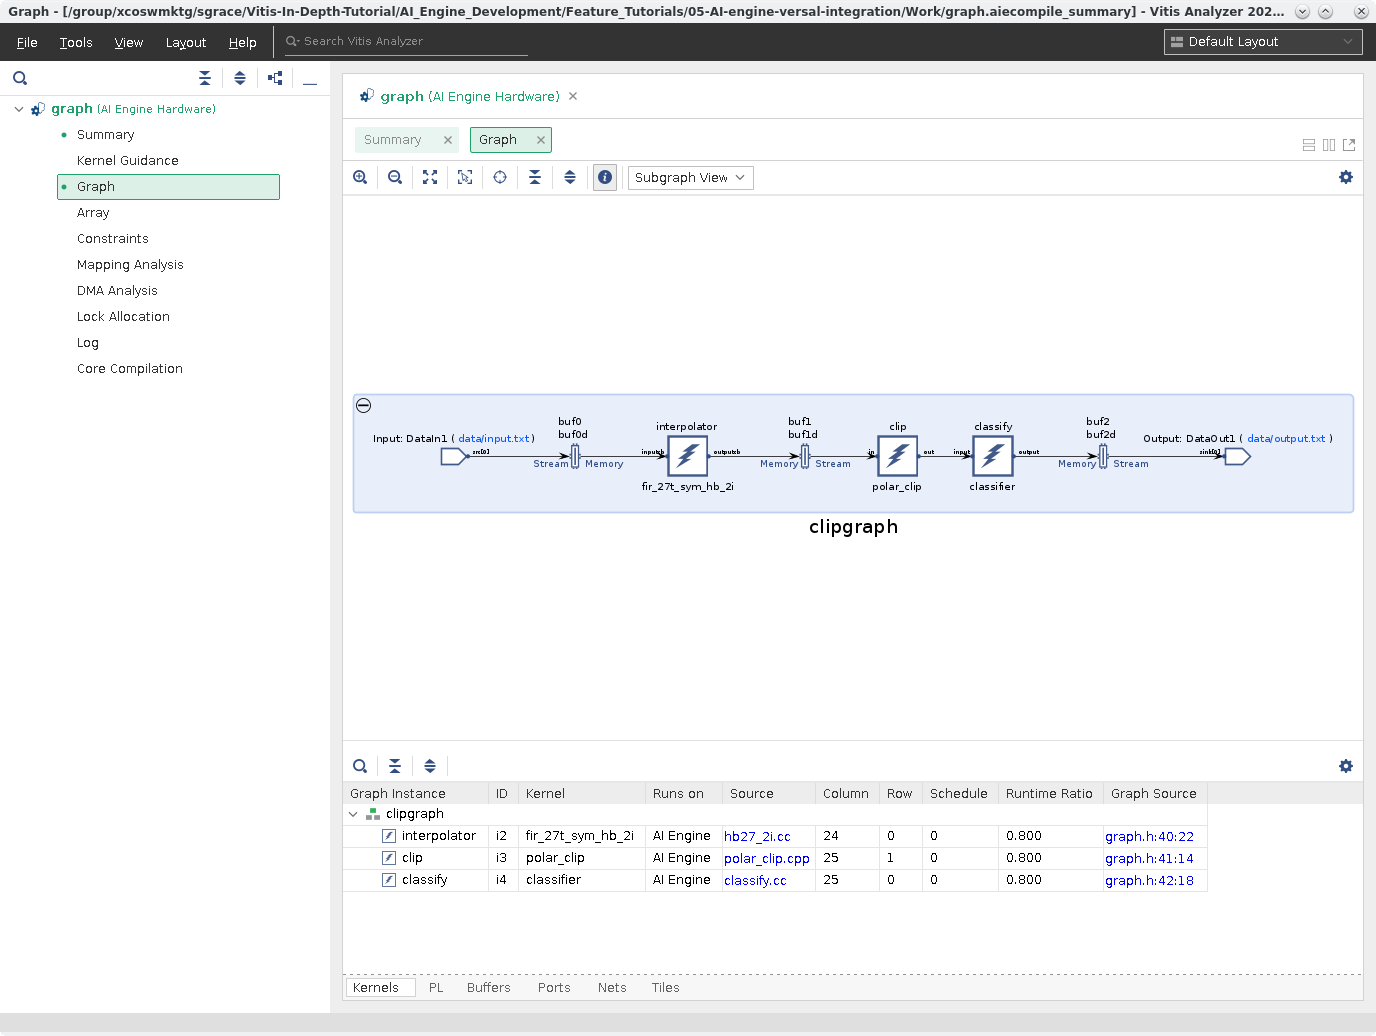 Graph - [/group/xcoswmktg/sgrace/Vitis-In-Depth-Tutorial/AI_Engine_Development/Feature_Tutorials/05-AI-engine-versal-integration/Work/graph.aiecompile_summary] - Vitis Analyzer 202...
File Tools View Layout Help Search Vitis Analyzer Default Layout
graph (AI Engine Hardware)
Summary
Kernel Guidance
Graph
Array
Constraints
Mapping Analysis
DMA Analysis
Lock Allocation
Log
Core Compilation
graph (AI Engine Hardware)
Summary Graph
Subgraph View
buf0 buf1 buf2
interpolator clip classify
buf0d buf1d buf2d
Input: DataIn1 ( data/input.txt ) Output: DataOut1 ( data/output.txt )
src[0] inputcb outputcb in out input output sink[0]
Stream Memory Memory Stream Memory Stream
fir_27t_sym_hb_2i polar_clip classifier
clipgraph
Graph Instance ID Kernel Runs on Source Column Row Schedule Runtime Ratio Graph Source
clipgraph
interpolator i2 fir_27t_sym_hb_2i AI Engine hb27_2i.cc 24 0 0 0.800 graph.h:40:22
clip i3 polar_clip AI Engine polar_clip.cpp 25 1 0 0.800 graph.h:41:14
classify i4 classifier AI Engine classify.cc 25 0 0 0.800 graph.h:42:18
Kernels PL Buffers Ports Nets Tiles